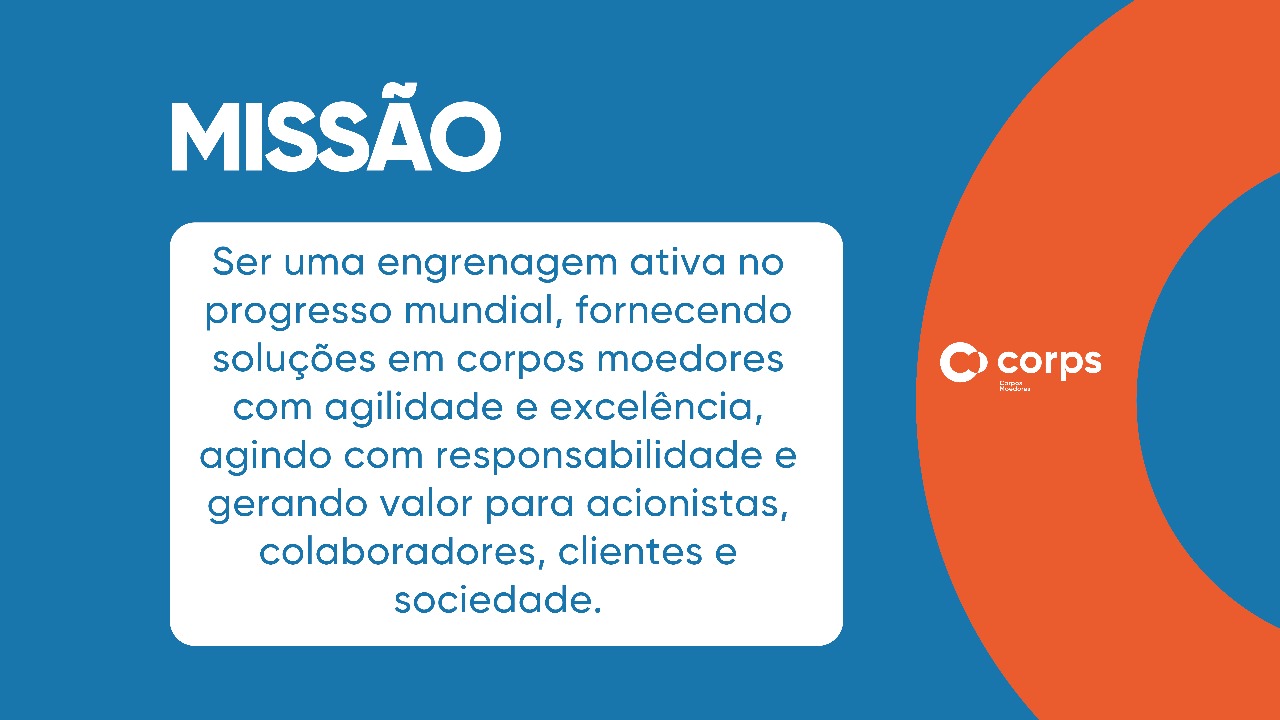 MISSÃO
Ser uma engrenagem ativa no
progresso mundial, fornecendo
soluções em corpos moedores
com agilidade e excelência,
agindo com responsabilidade e
gerando valor para acionistas,
colaboradores, clientes e
sociedade.
corps
Corpos
Moedores